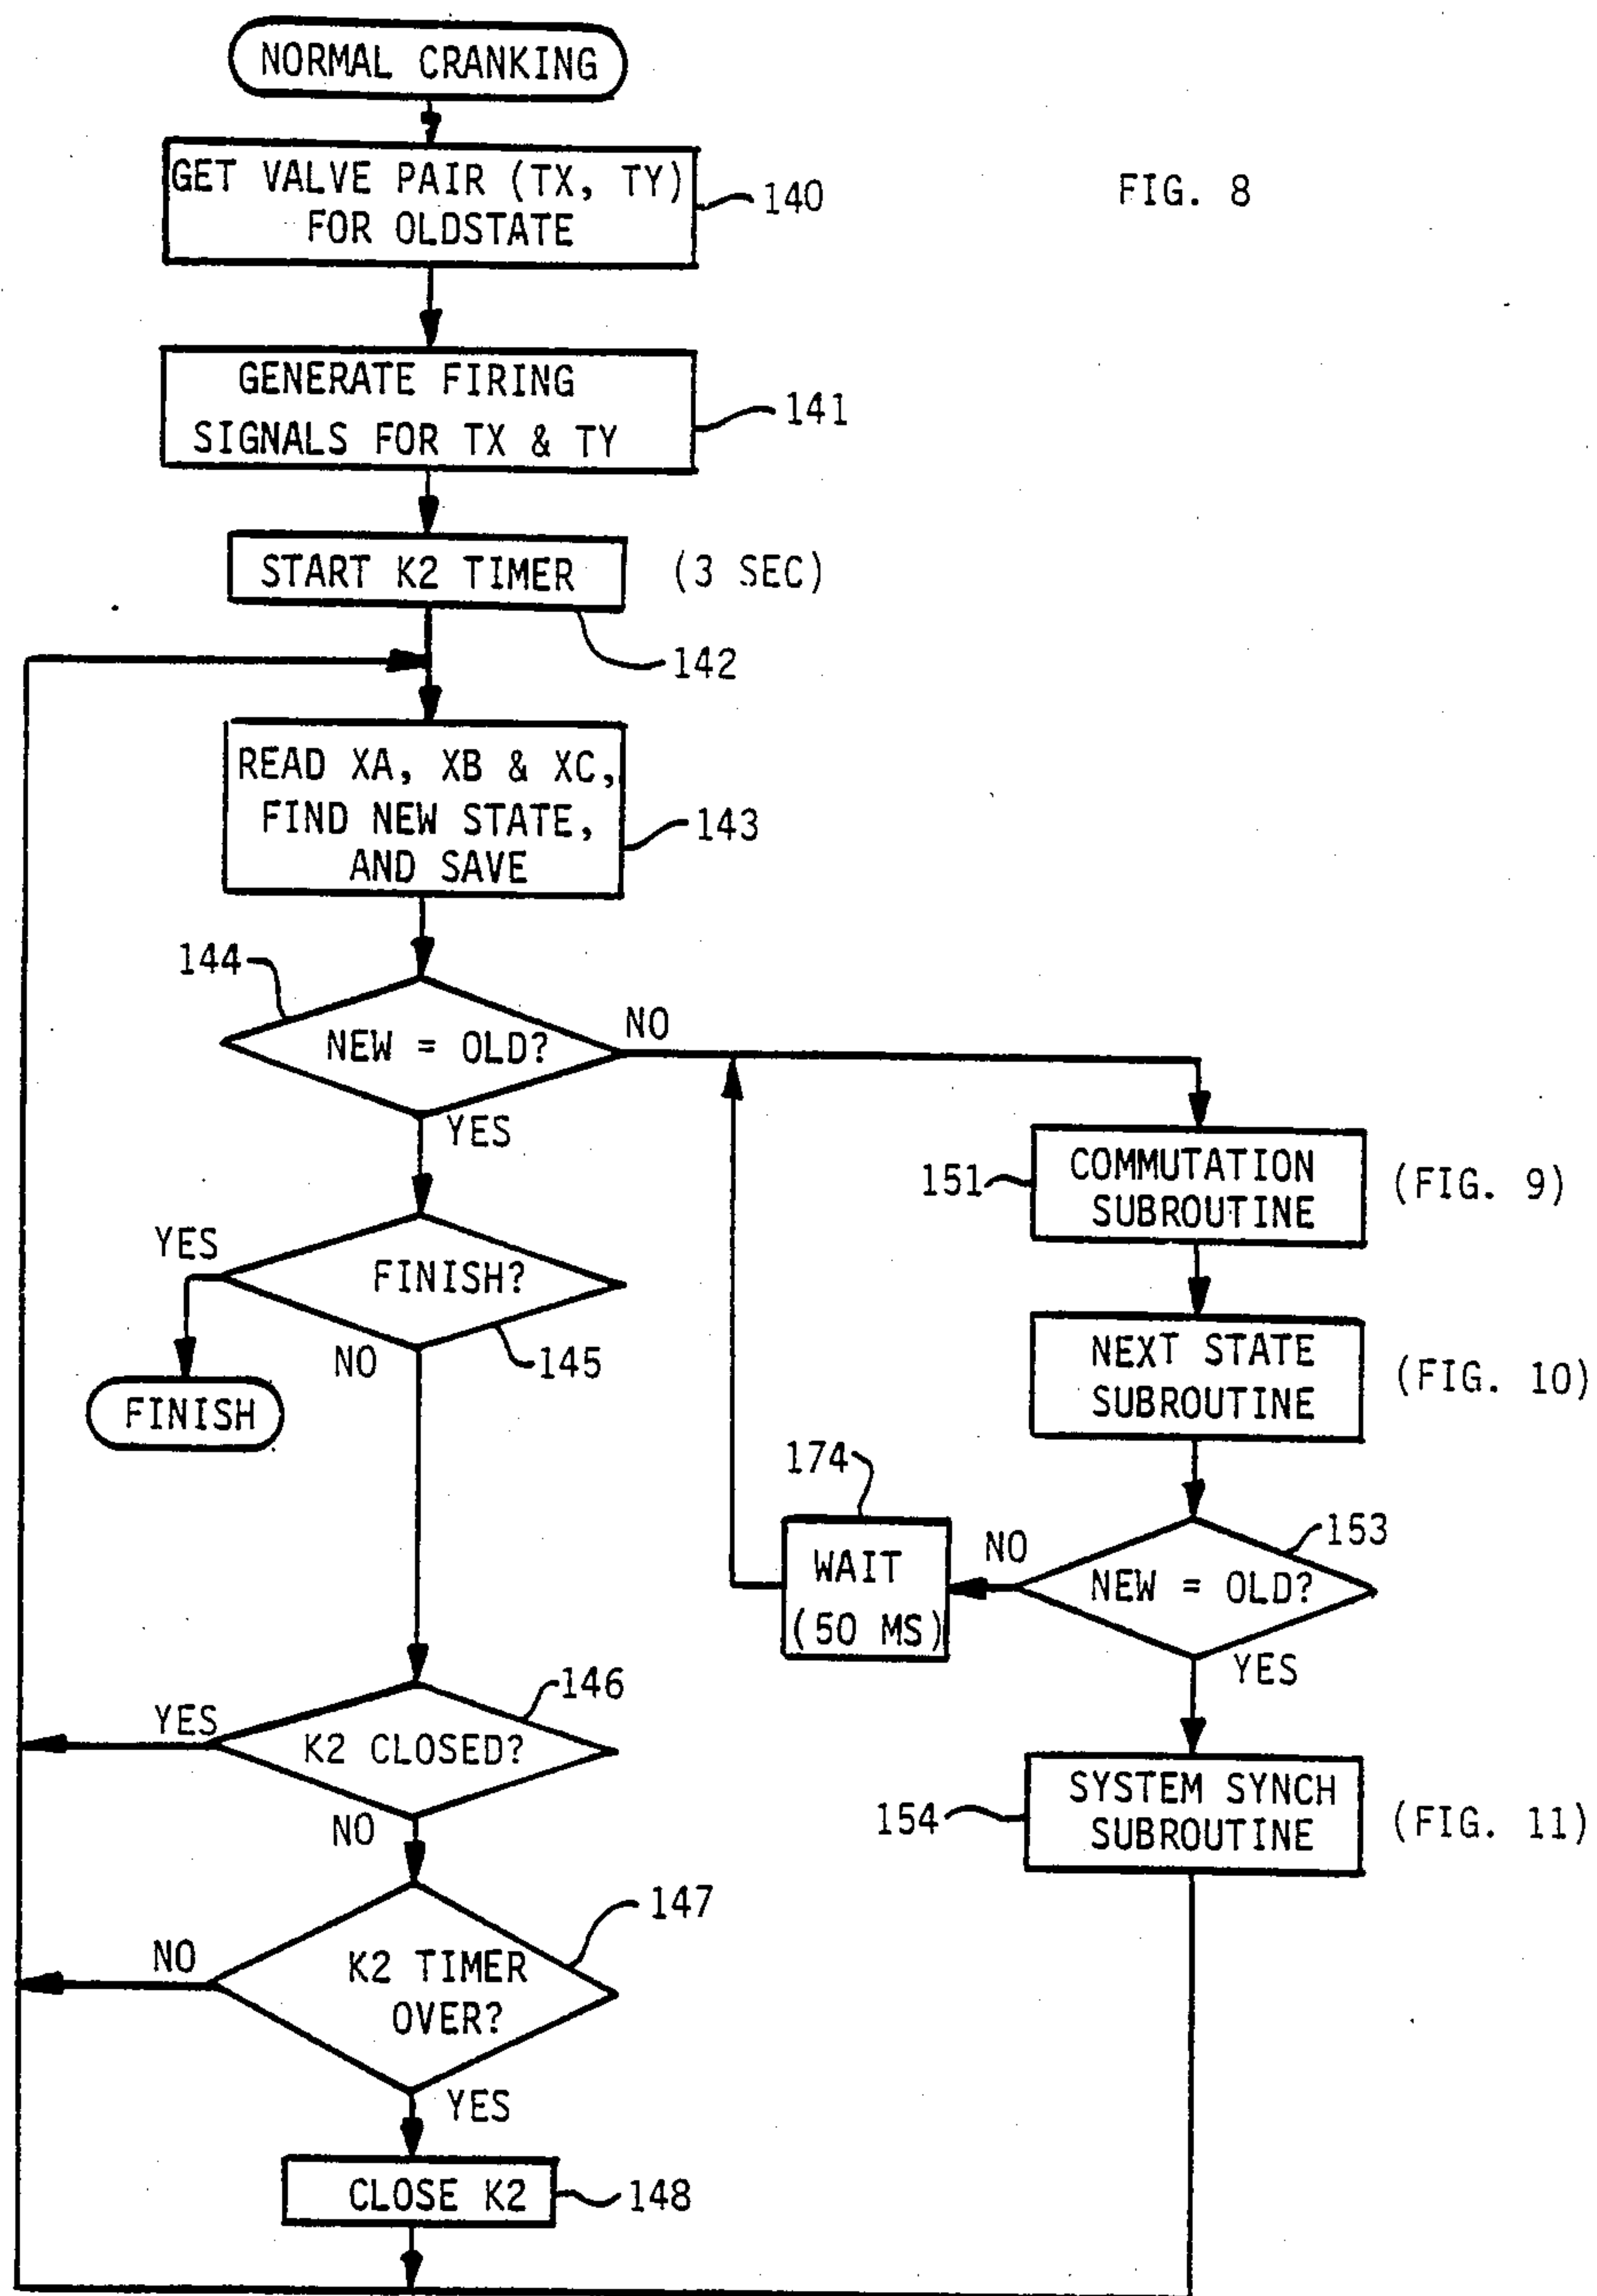 NORMAL CRANKING
GET VALVE PAIR (TX, TY)
FOR OLDSTATE
140
FIG. 8
GENERATE FIRING
SIGNALS FOR TX & TY
141
START K2 TIMER
(3 SEC)
142
READ XA, XB & XC,
FIND NEW STATE,
AND SAVE
143
144
NEW = OLD?
NO
YES
151
COMMUTATION
SUBROUTINE
(FIG. 9)
YES
FINISH?
NO
145
FINISH
NEXT STATE
SUBROUTINE
(FIG. 10)
174
WAIT
(50 MS)
NO
153
NEW = OLD?
YES
146
YES
K2 CLOSED?
NO
154
SYSTEM SYNCH
SUBROUTINE
(FIG. 11)
147
NO
K2 TIMER
OVER?
YES
CLOSE K2
148